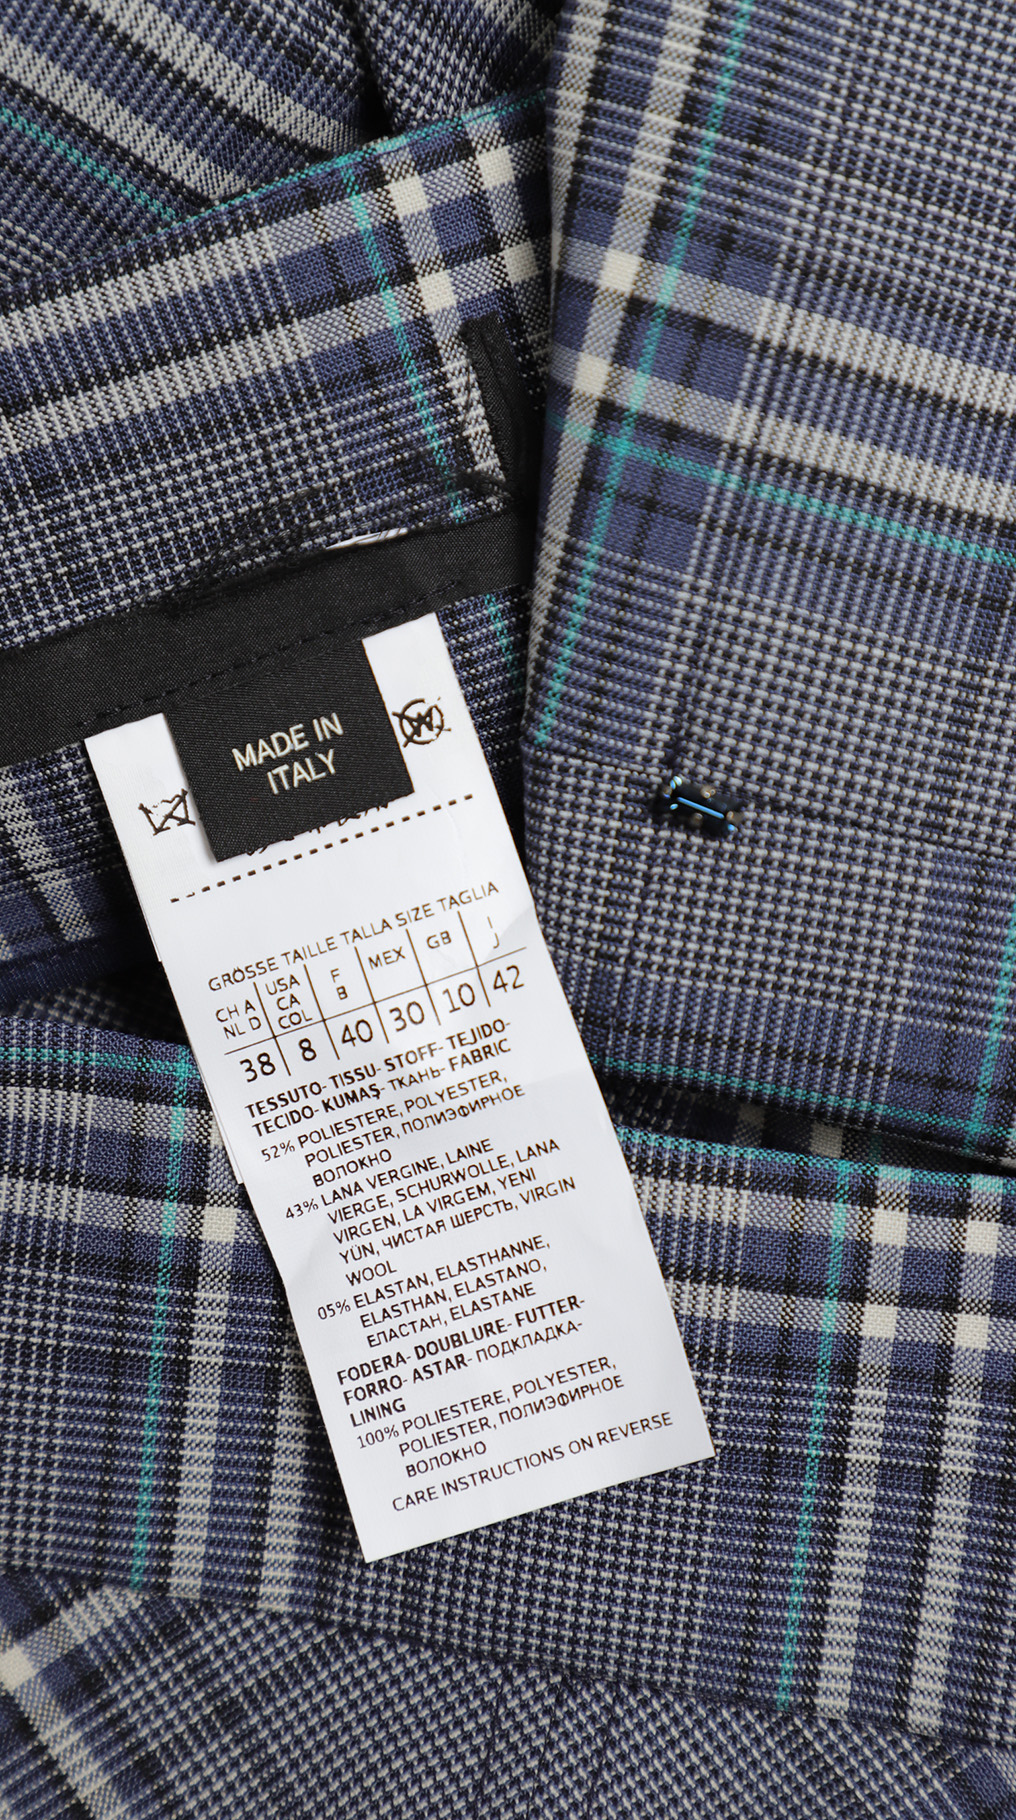 MADE IN
ITALY
GRÖSSE TAILLE TALLA SIZE TAGLIA
CH A
NL D
USA
CA
COL
F
B
MEX
GB
I
J
38 8 40 30 10 42
TESSUTO- TISSU- STOFF- TEJIDO-
TECIDO- KUMAŞ- ТКАНЬ- FABRIC
52% POLIESTERE, POLYESTER,
POLIESTER, ПОЛИЭФИРНОЕ
ВОЛОКНО
43% LANA VERGINE, LAINE
VIERGE, SCHURWOLLE, LANA
VIRGEN, LA VIRGEM, YENI
YÜN, ЧИСТАЯ ШЕРСТЬ, VIRGIN
WOOL
05% ELASTAN, ELASTHANNE,
ELASTHAN, ELASTANO,
ЕЛАСТАН, ELASTANE
FODERA- DOUBLURE- FUTTER-
FORRO- ASTAR- ПОДКЛАДКА-
LINING
100% POLIESTERE, POLYESTER,
POLIESTER, ПОЛИЭФИРНОЕ
ВОЛОКНО
CARE INSTRUCTIONS ON REVERSE